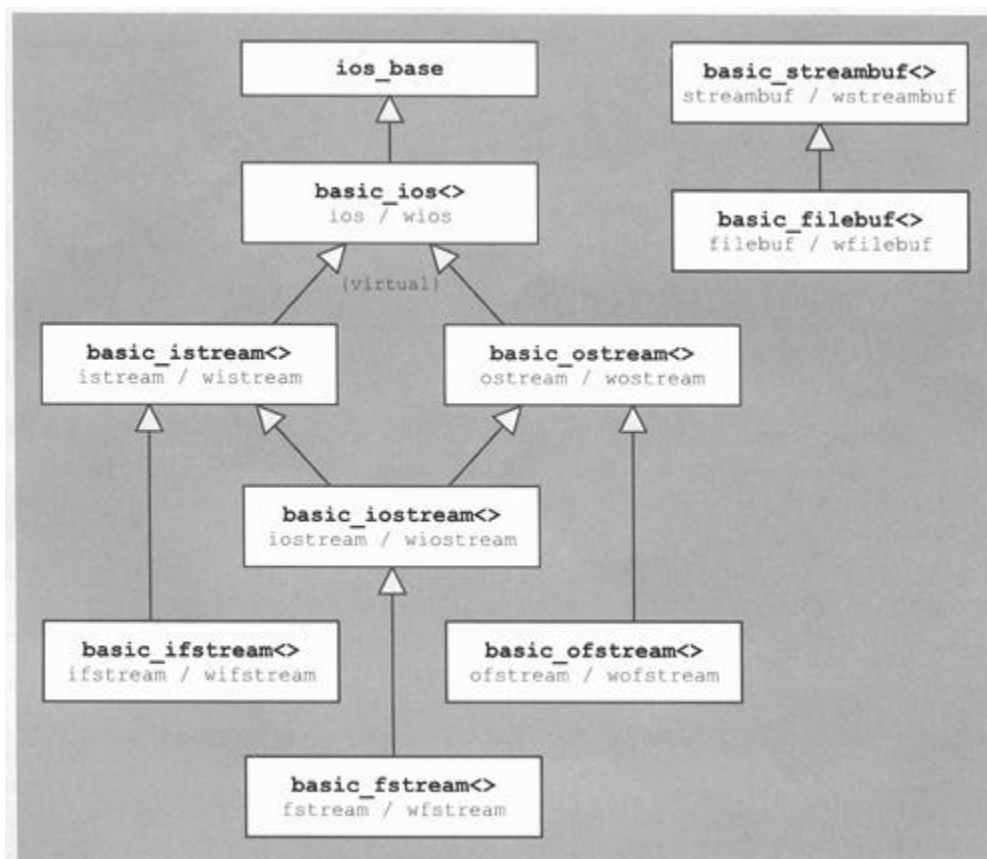 ios_base
basic_streambuf<>
streambuf / wstreambuf
basic_ios<>
ios / wios
basic_filebuf<>
filebuf / wfilebuf
(virtual)
basic_istream<>
istream / wistream
basic_ostream<>
ostream / wostream
basic_iostream<>
iostream / wiostream
basic_ifstream<>
ifstream / wifstream
basic_ofstream<>
ofstream / wofstream
basic_fstream<>
fstream / wfstream